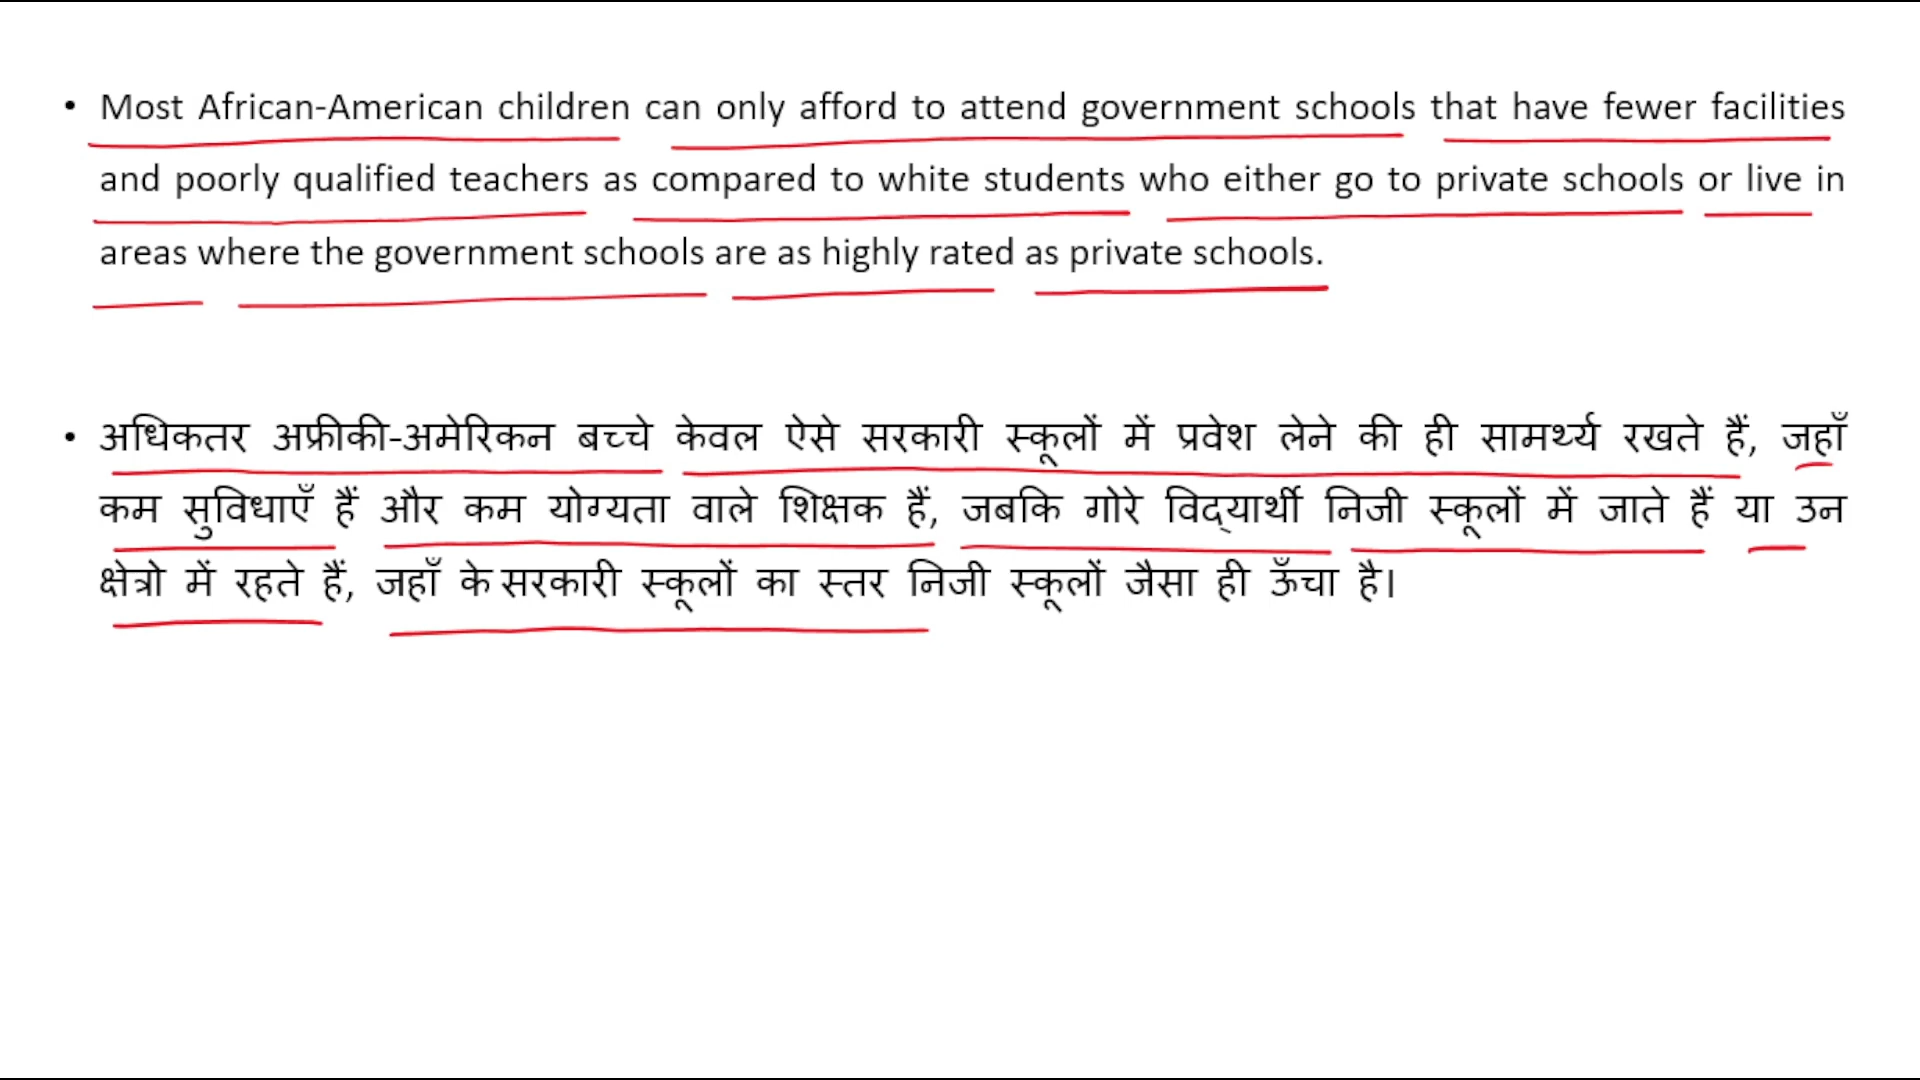 • Most African-American children can only afford to attend government schools that have fewer facilities
and poorly qualified teachers as compared to white students who either go to private schools or live in
areas where the government schools are as highly rated as private schools.
• अधिकतर अफ्रीकी-अमेरिकन बच्चे केवल ऐसे सरकारी स्कूलों में प्रवेश लेने की ही सामर्थ्य रखते हैं, जहाँ
कम सुविधाएँ हैं और कम योग्यता वाले शिक्षक हैं, जबकि गोरे विद्यार्थी निजी स्कूलों में जाते हैं या उन
क्षेत्रो में रहते हैं, जहाँ के सरकारी स्कूलों का स्तर निजी स्कूलों जैसा ही ऊँचा है।